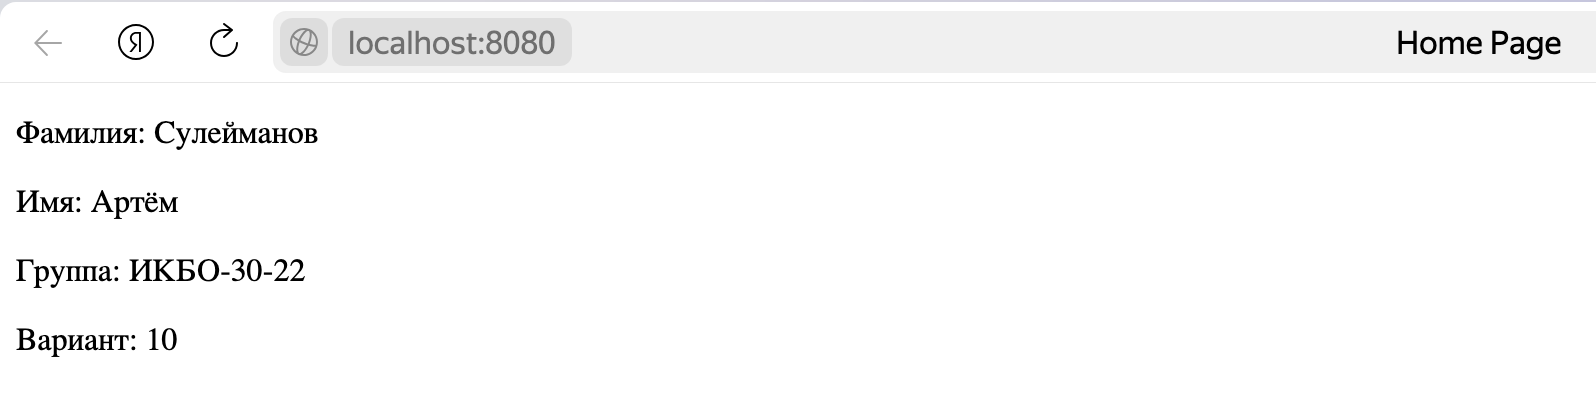 Я localhost:8080 Home Page
Фамилия: Сулейманов
Имя: Артём
Группа: ИКБО-30-22
Вариант: 10